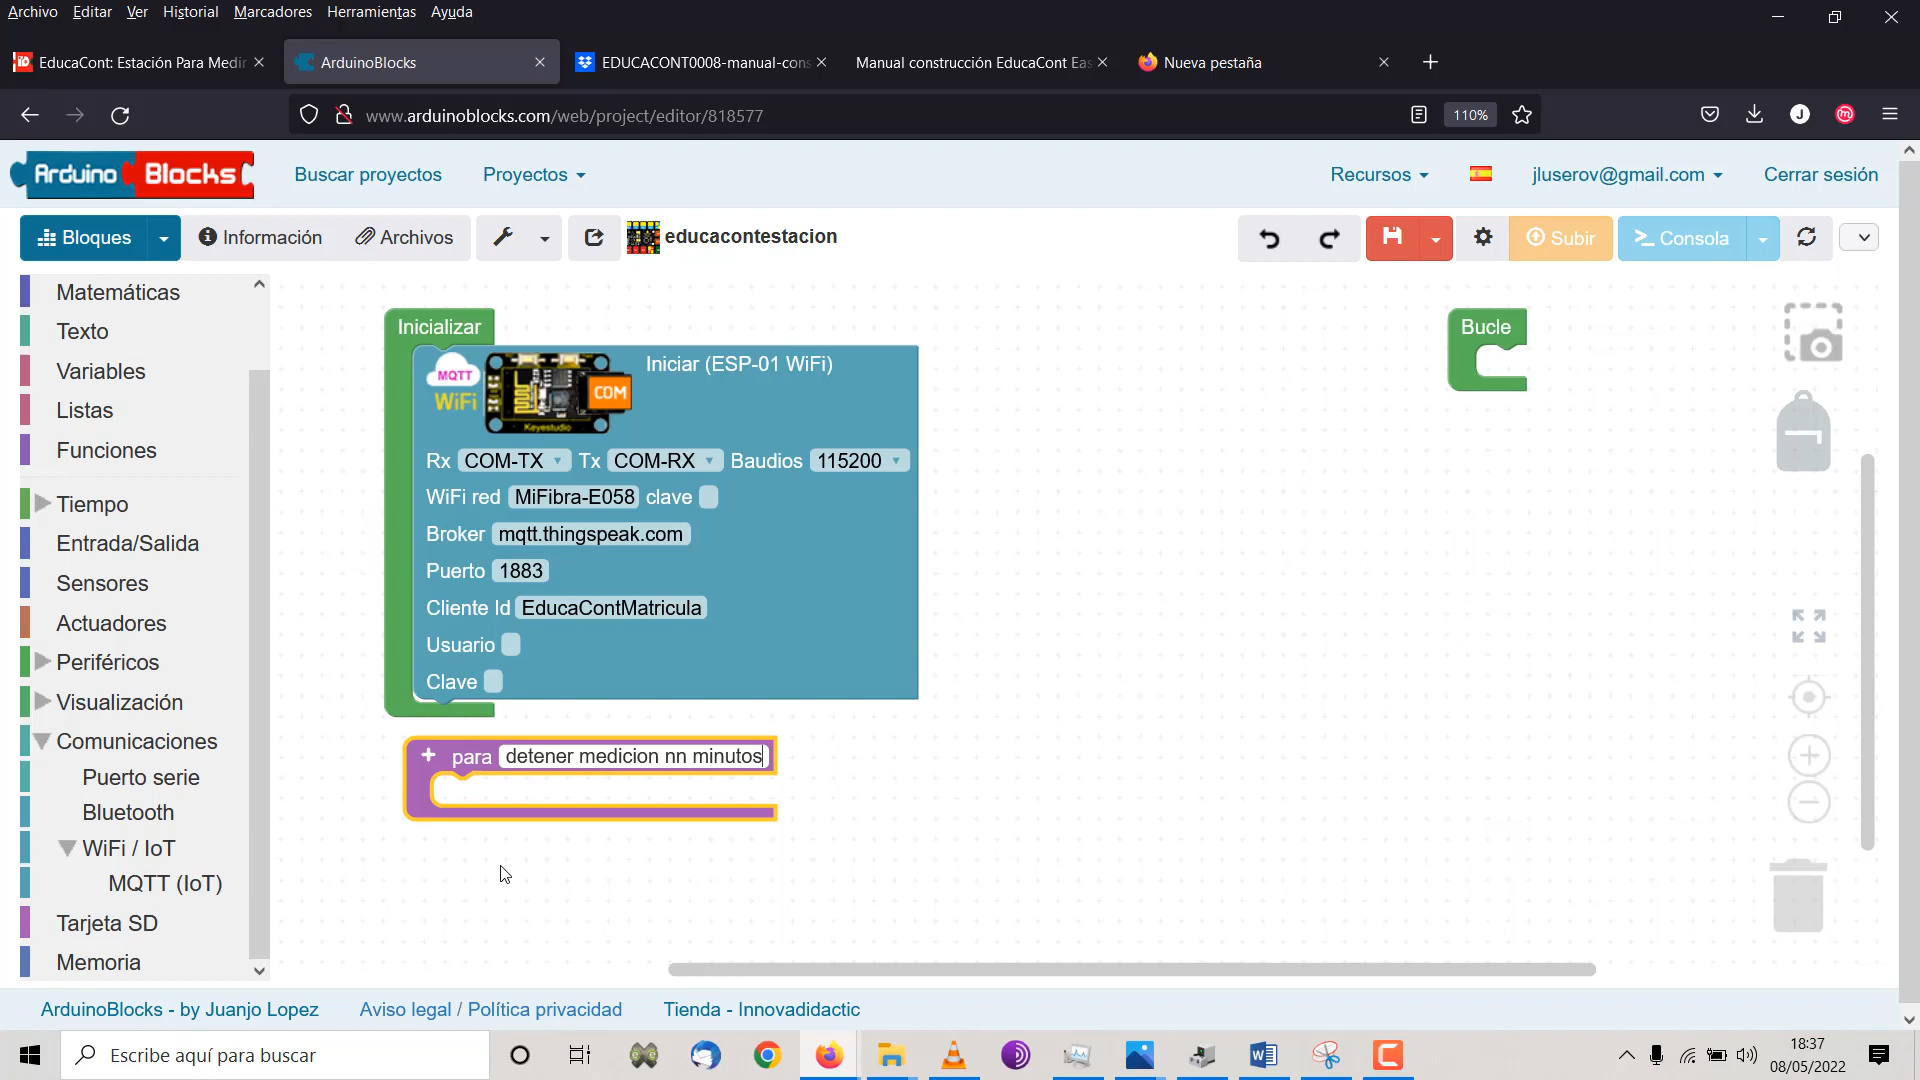 Archivo Editar Ver Historial Marcadores Herramientas Ayuda
EducaCont: Estación Para Medir
ArduinoBlocks
EDUCACONT0008-manual-cons
Manual construcción EducaCont Eas
Nueva pestaña
www.arduinoblocks.com/web/project/editor/818577
110%
J
m
Arduino Blocks
Buscar proyectos
Proyectos
Recursos
jluserov@gmail.com
Cerrar sesión
Bloques
Información
Archivos
educacontestacion
Subir
Consola
Matemáticas
Texto
Variables
Listas
Funciones
Tiempo
Entrada/Salida
Sensores
Actuadores
Periféricos
Visualización
Comunicaciones
Puerto serie
Bluetooth
WiFi / IoT
MQTT (IoT)
Tarjeta SD
Memoria
Inicializar
MQTT
WiFi
COM
Keyestudio
Iniciar (ESP-01 WiFi)
Rx COM-TX Tx COM-RX Baudios 115200
WiFi red MiFibra-E058 clave
Broker mqtt.thingspeak.com
Puerto 1883
Cliente Id EducaContMatricula
Usuario
Clave
+ para detener medicion nn minutos
Bucle
ArduinoBlocks - by Juanjo Lopez
Aviso legal / Política privacidad
Tienda - Innovadidactic
Escribe aquí para buscar
18:37
08/05/2022